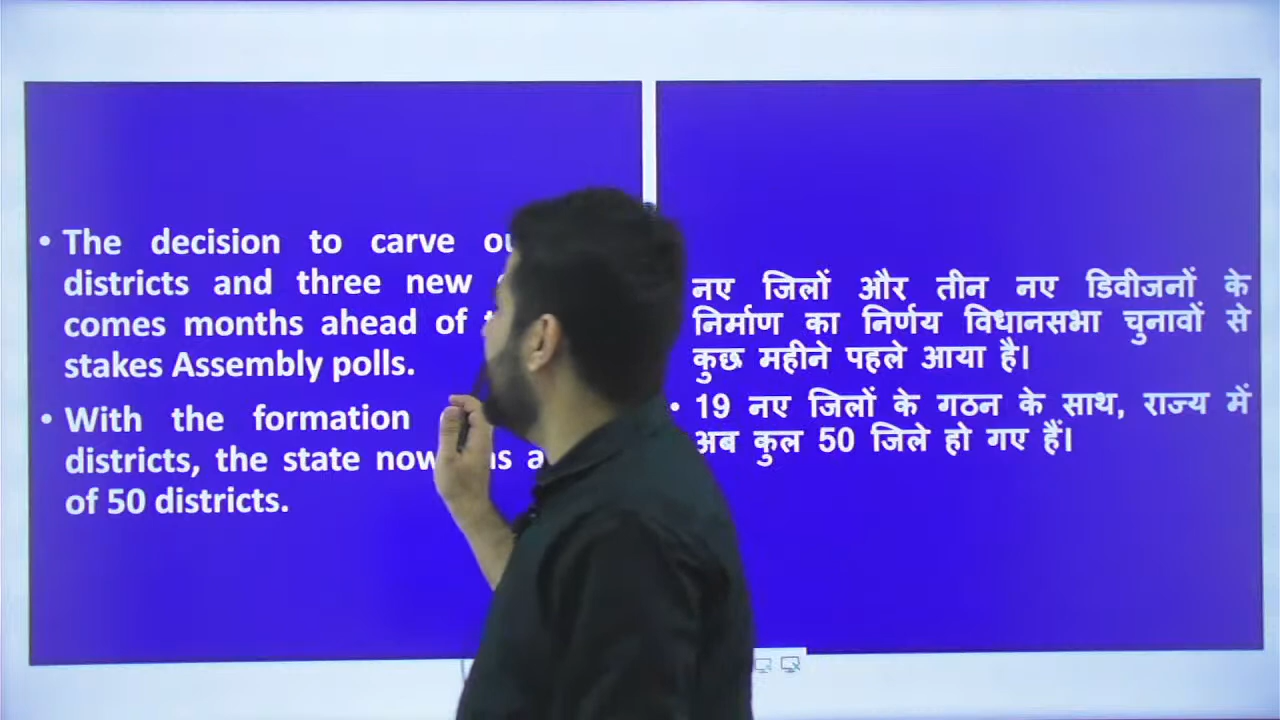 • The decision to carve
districts and three new
comes months ahead of
stakes Assembly polls.
• With the formation
districts, the state now
of 50 districts.
नए जिलों और तीन नए डिवीजनों के
निर्माण का निर्णय विधानसभा चुनावों से
कुछ महीने पहले आया है।
• 19 नए जिलों के गठन के साथ, राज्य में
अब कुल 50 जिले हो गए हैं।